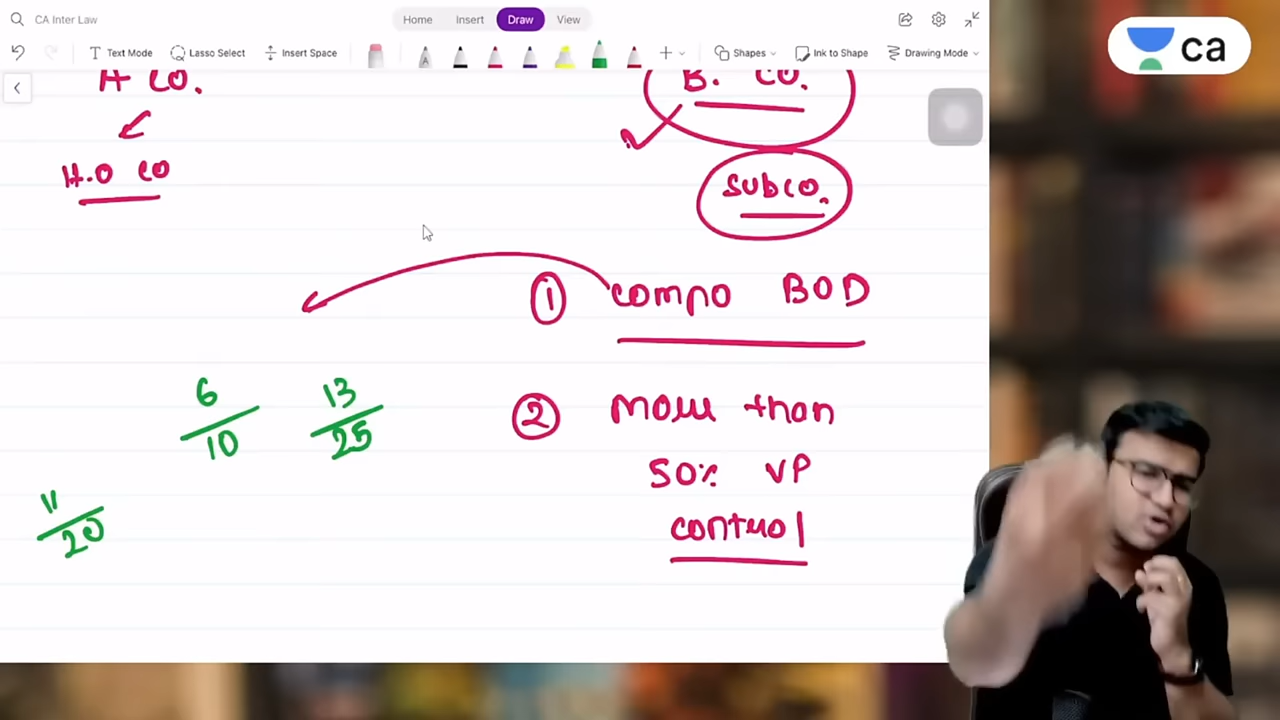 CA Inter Law
Home Insert Draw View
Text Mode Lasso Select Insert Space Shapes Ink to Shape Drawing Mode
ca
H CO.
H.O CO
B. CO.
Subco.
1 compo BOD
2 more than
50% VP
control
6
10
13
25
11
20